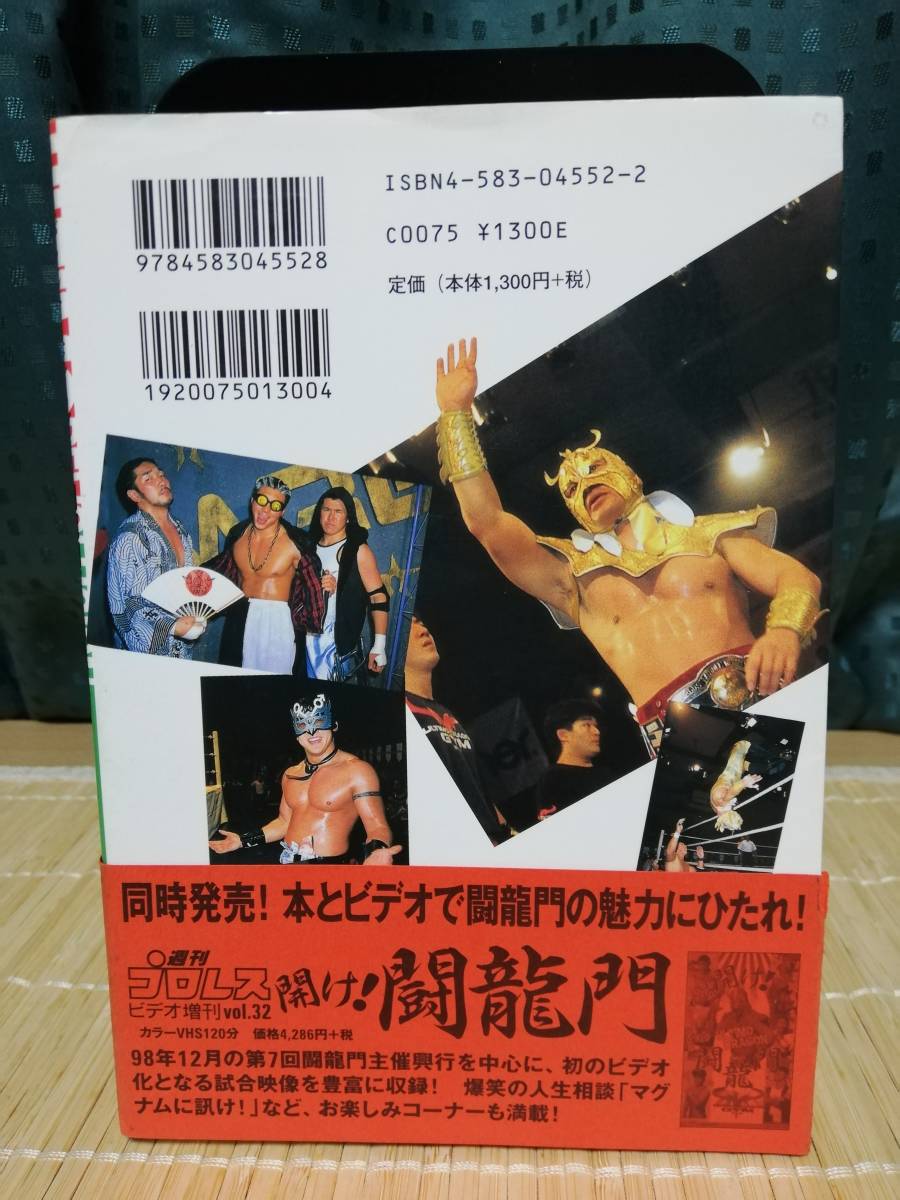 ISBN4-583-04552-2
C0075 ¥1300E
定価（本体1,300円+税）
9784583045528
1920075013004
GYM
同時発売! 本とビデオで闘龍門の魅力にひたれ!
週刊
プロレス
ビデオ増刊vol.32
開け!闘龍門
カラーVHS120分 価格4,286円+税
98年12月の第7回闘龍門主催興行を中心に、初のビデオ
化となる試合映像を豊富に収録! 爆笑の人生相談「マグ
ナムに訊け!」など、お楽しみコーナーも満載!
闘
龍
門